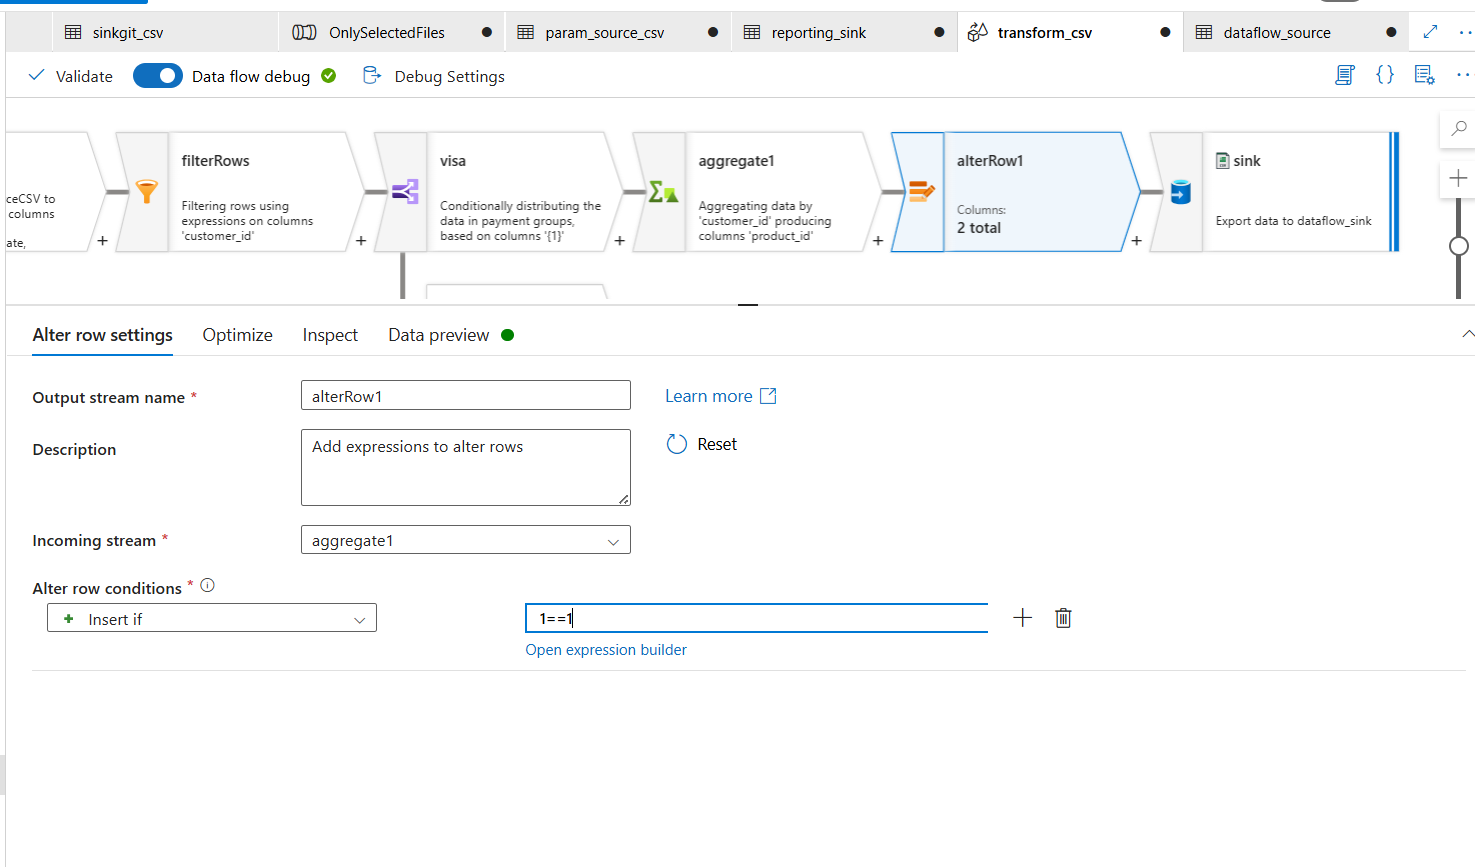 sinkgit_csv
OnlySelectedFiles
param_source_csv
reporting_sink
transform_csv
dataflow_source
Validate
Data flow debug
Debug Settings
ceCSV to
columns
ate,
+
filterRows
Filtering rows using
expressions on columns
'customer_id'
+
visa
Conditionally distributing the
data in payment groups,
based on columns '{1}'
+
aggregate1
Aggregating data by
'customer_id' producing
columns 'product_id'
+
alterRow1
Columns:
2 total
+
sink
Export data to dataflow_sink
Alter row settings
Optimize
Inspect
Data preview
Output stream name *
alterRow1
Learn more
Description
Add expressions to alter rows
Reset
Incoming stream *
aggregate1
Alter row conditions *
Insert if
1==1
Open expression builder